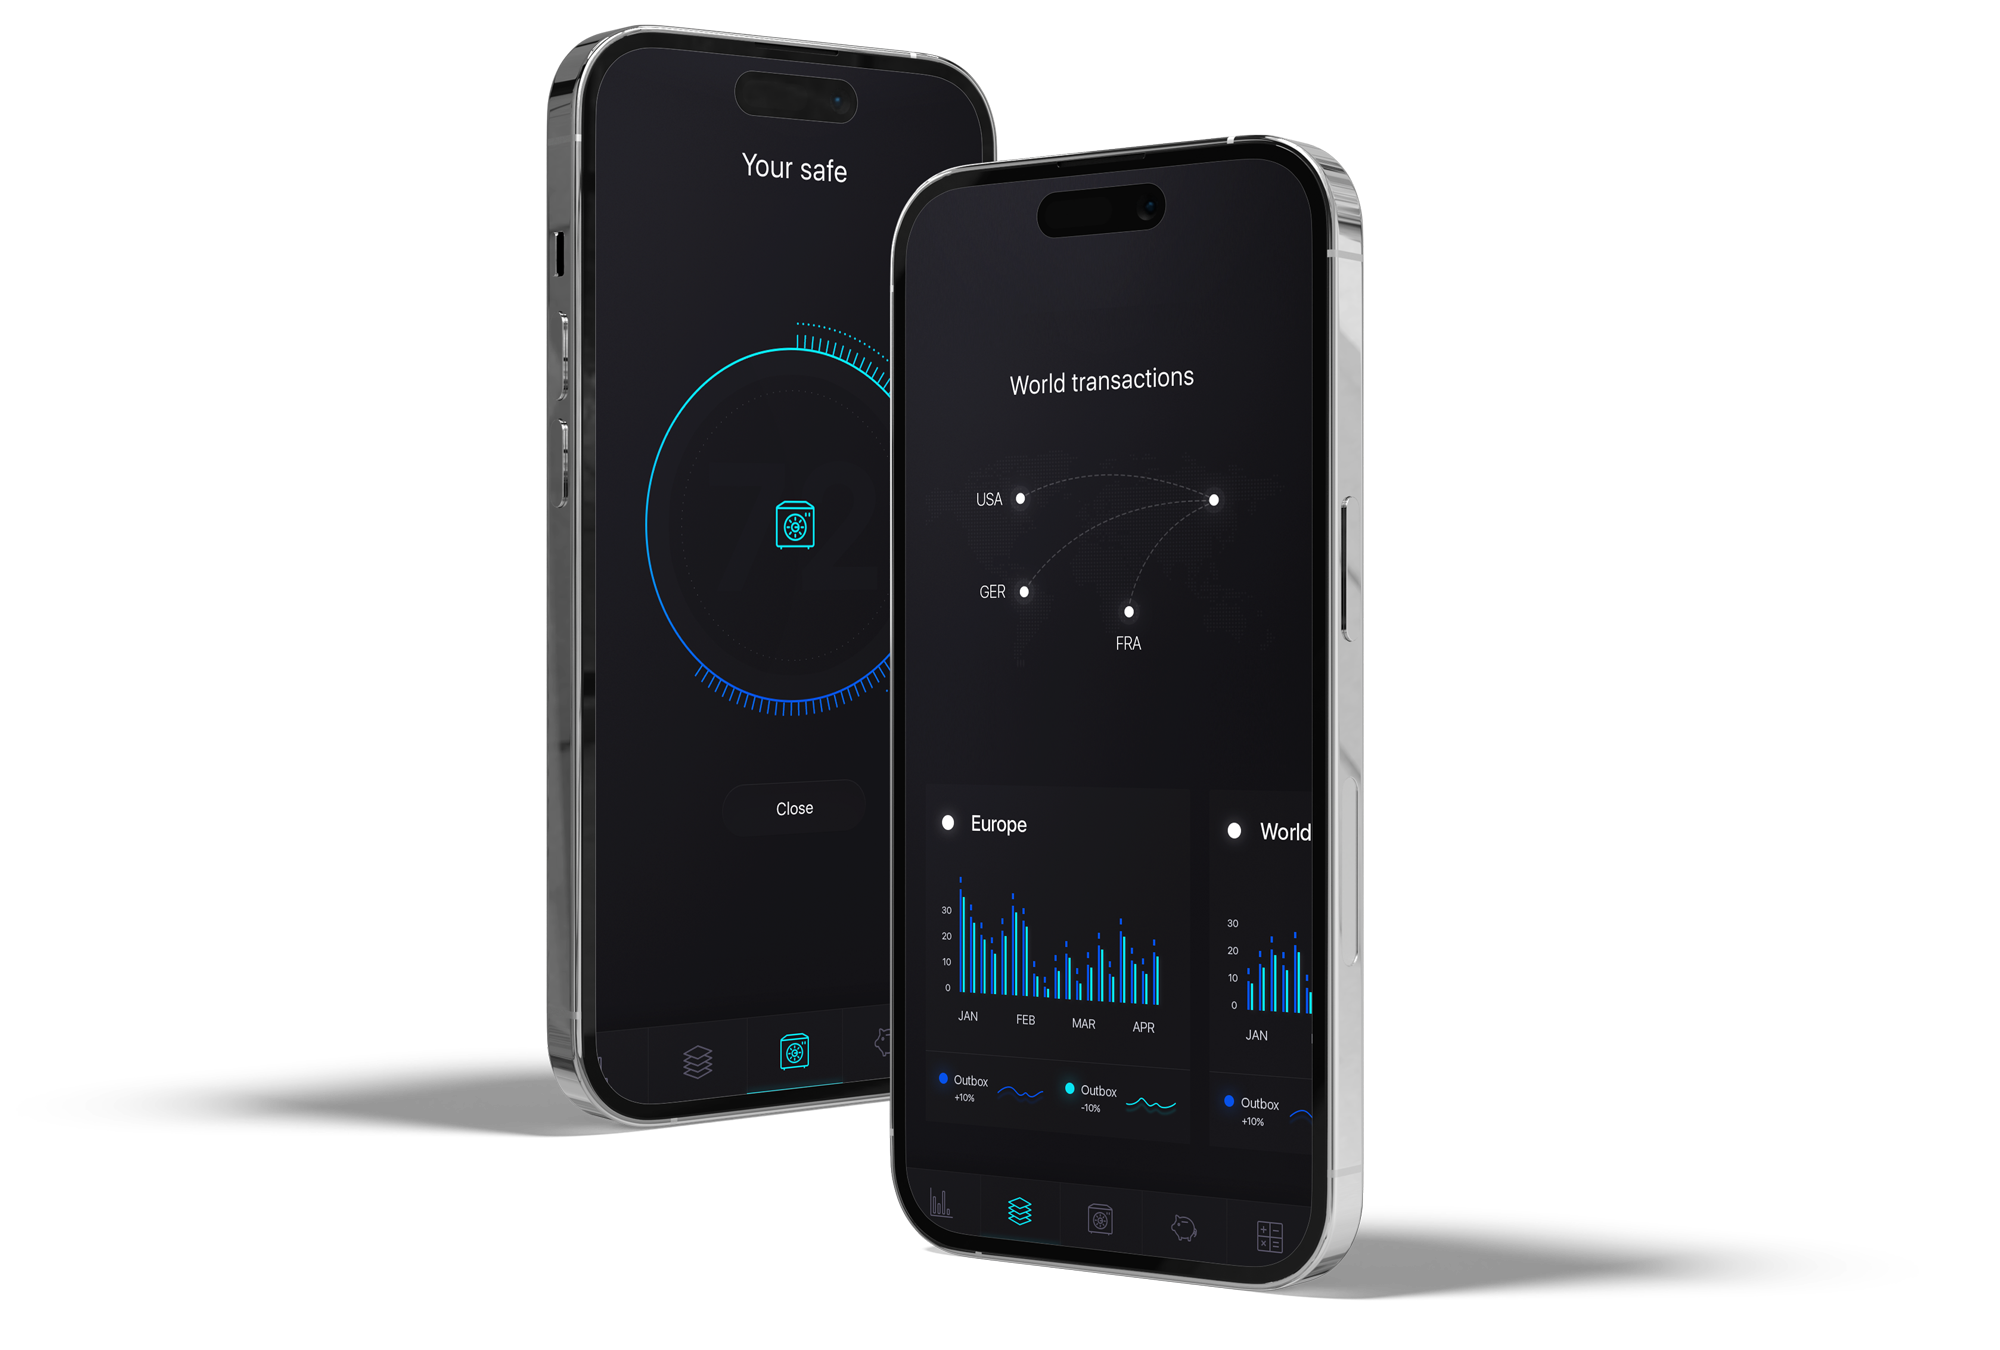 Your safe
72
Close
World transactions
USA
GER
FRA
Europe
30
20
10
0
JAN FEB MAR APR
Outbox
+10%
Outbox
-10%
World
30
20
10
0
JAN
Outbox
+10%